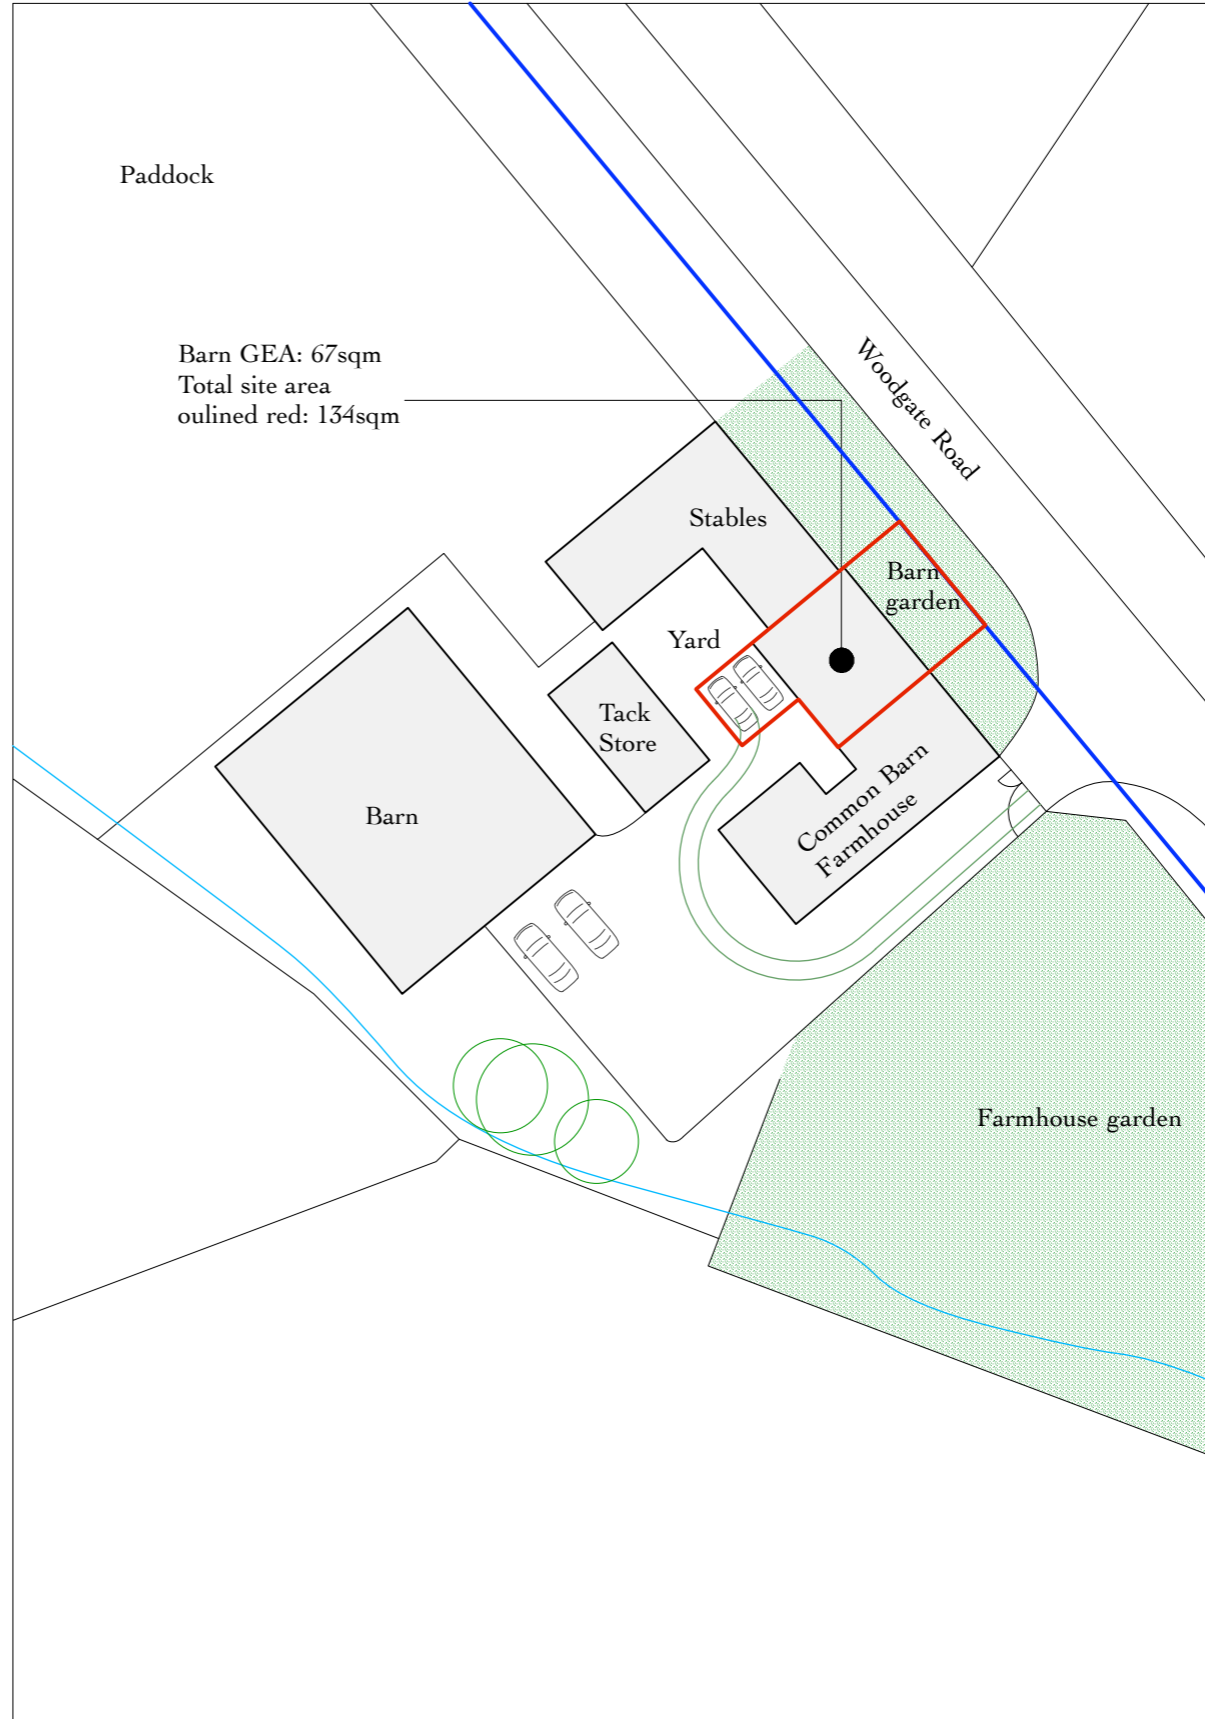 Paddock
Barn GEA: 67sqm
Total site area
oulined red: 134sqm
Woodgate Road
Stables
Barn
garden
Yard
Tack
Store
Barn
Common Barn
Farmhouse
Farmhouse garden